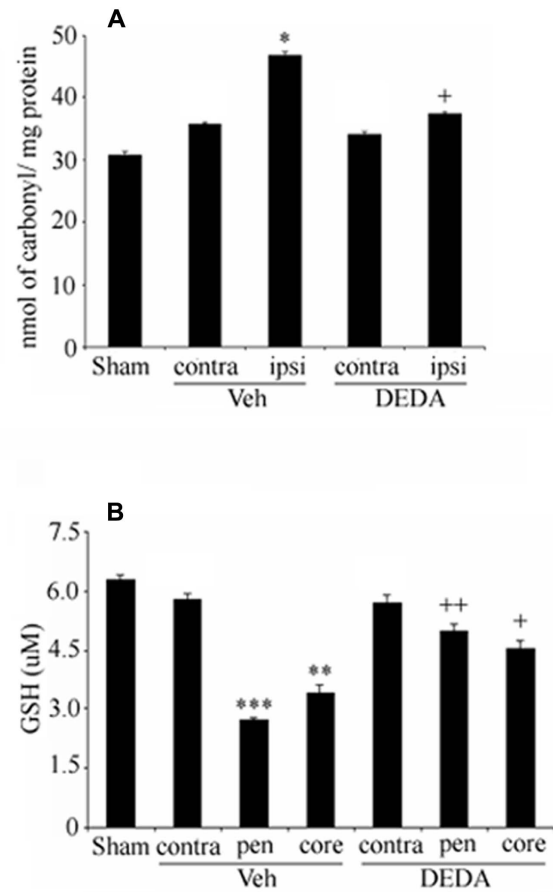 A
nmol of carbonyl/ mg protein
50
40
30
20
10
0
*
+
Sham contra ipsi contra ipsi
Veh DEDA
B
GSH (uM)
7.5
6.0
4.5
3.0
1.5
0
***
**
++
+
Sham contra pen core contra pen core
Veh DEDA